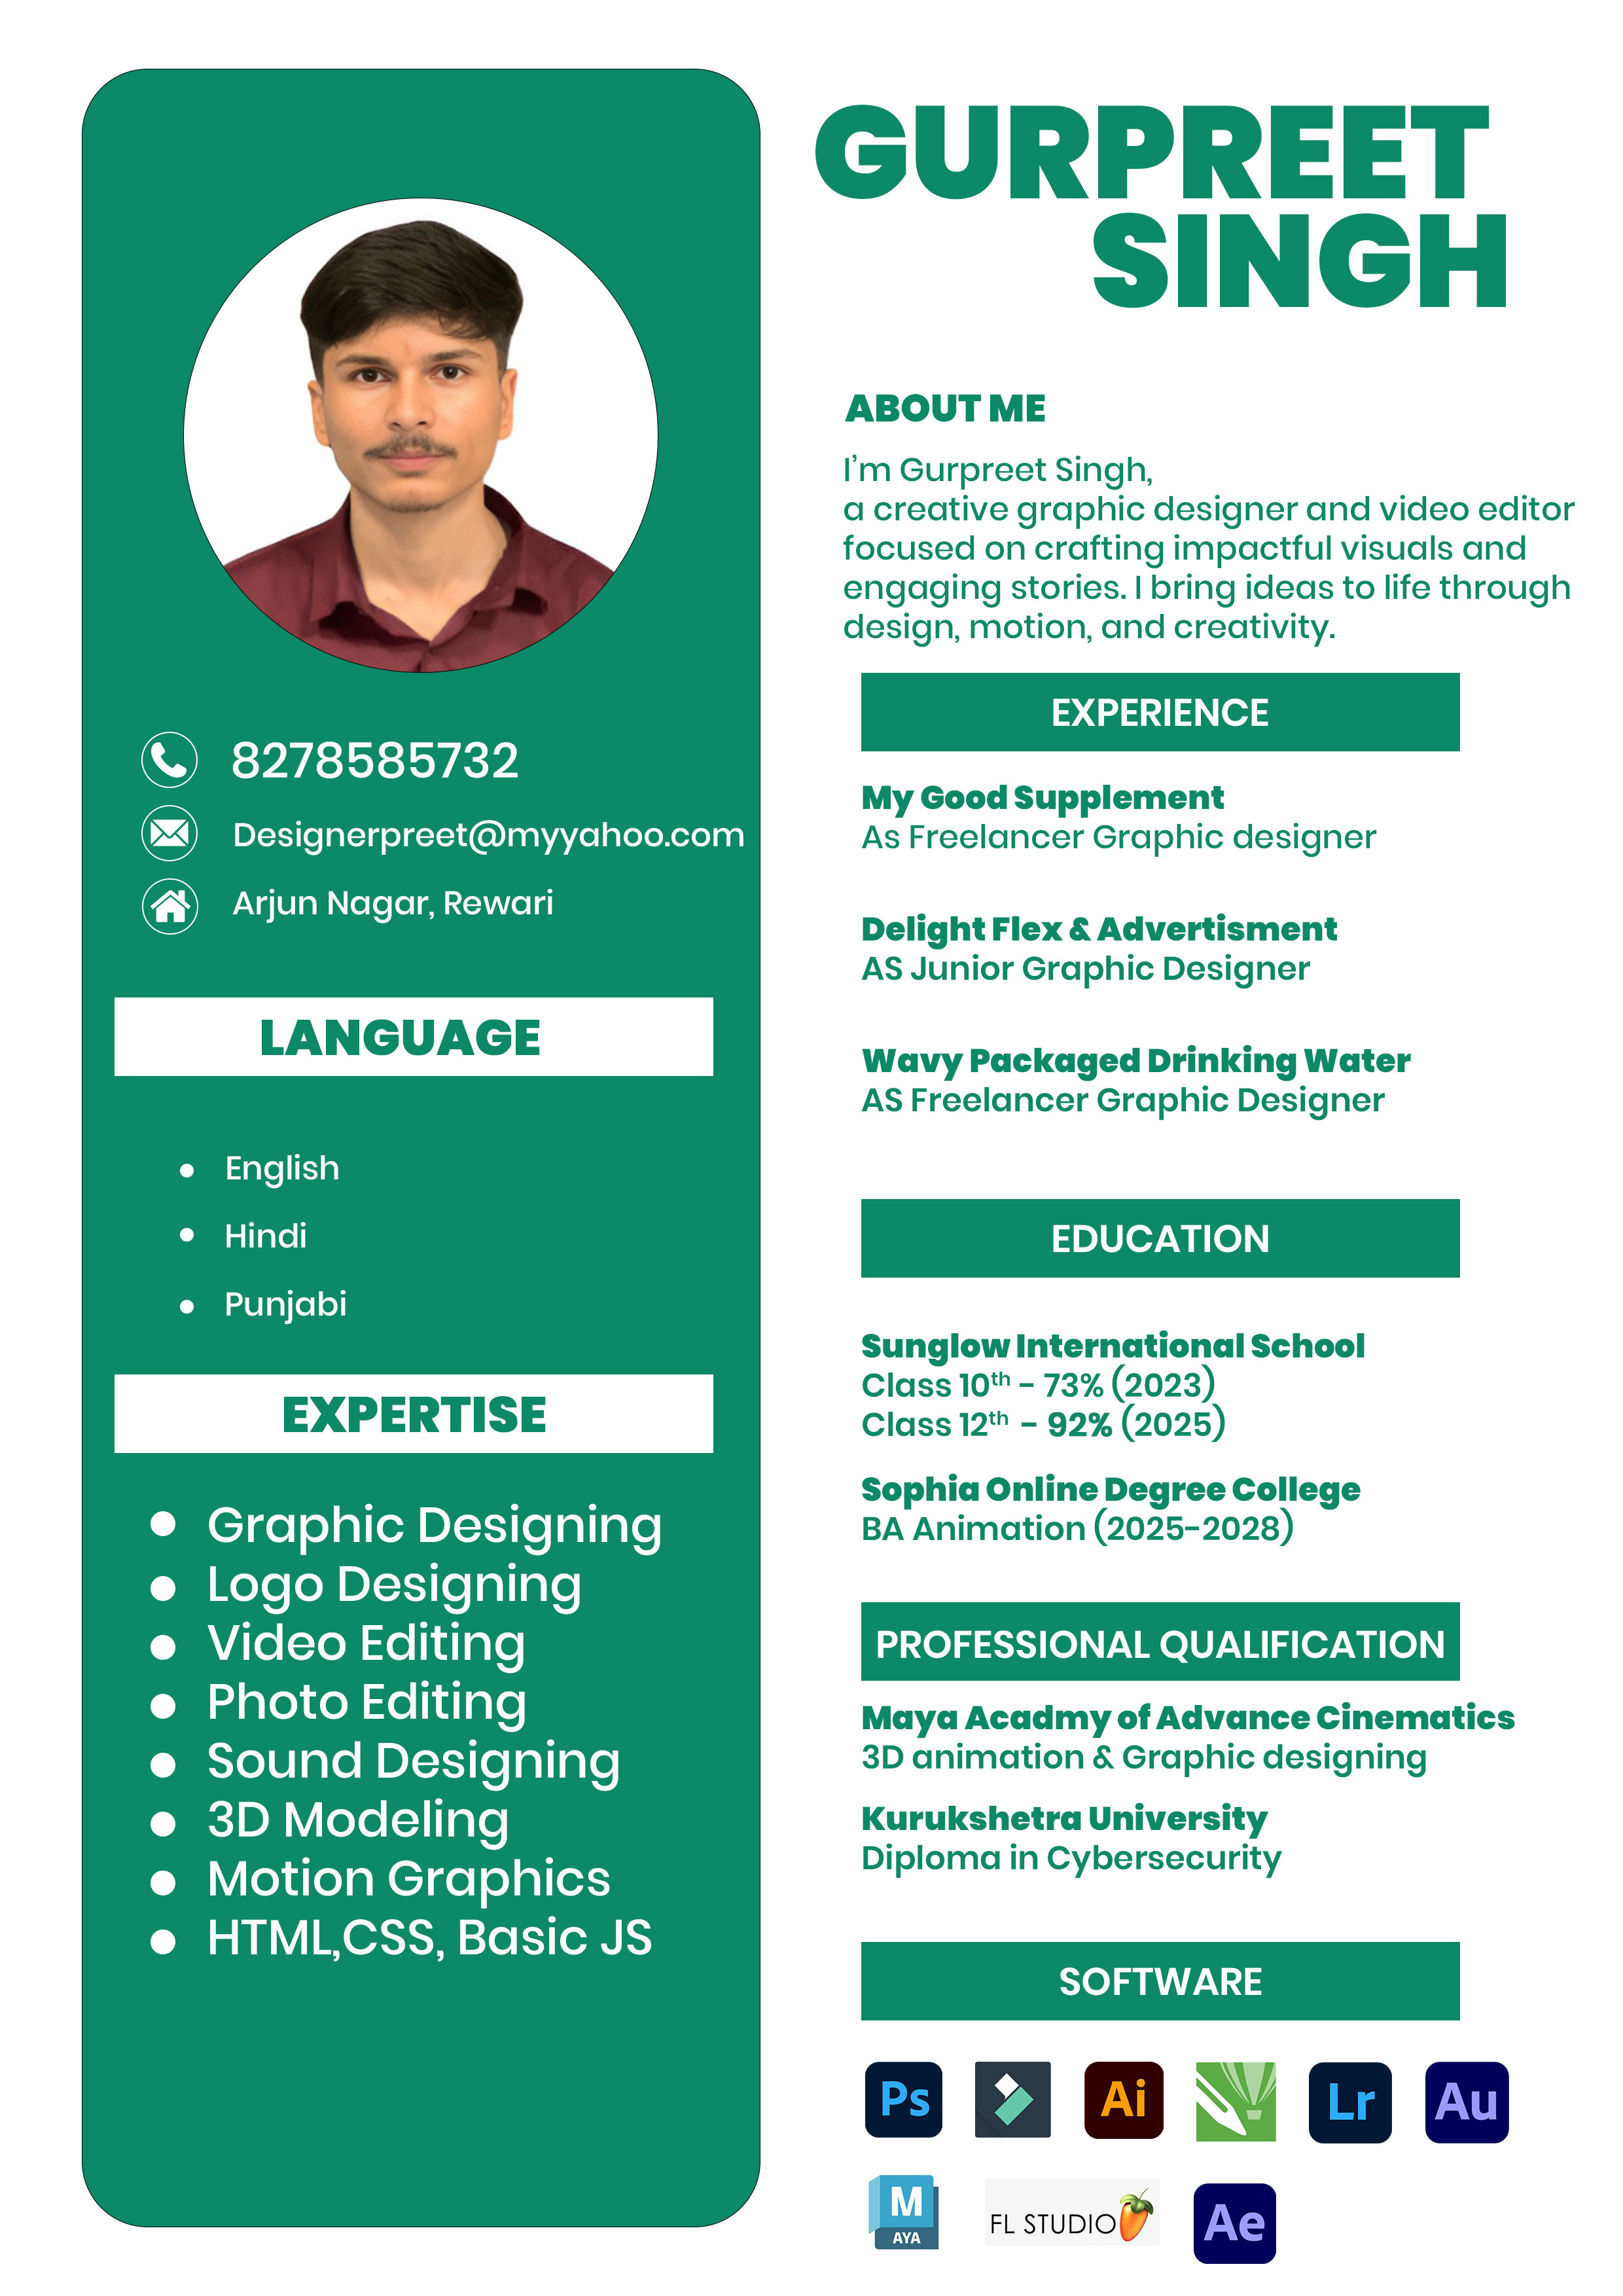 GURPREET
SINGH
8278585732
Designerpreet@myyahoo.com
Arjun Nagar, Rewari
LANGUAGE
English
Hindi
Punjabi
EXPERTISE
Graphic Designing
Logo Designing
Video Editing
Photo Editing
Sound Designing
3D Modeling
Motion Graphics
HTML,CSS, Basic JS
ABOUT ME
I'm Gurpreet Singh,
a creative graphic designer and video editor
focused on crafting impactful visuals and
engaging stories. I bring ideas to life through
design, motion, and creativity.
EXPERIENCE
My Good Supplement
As Freelancer Graphic designer
Delight Flex & Advertisment
AS Junior Graphic Designer
Wavy Packaged Drinking Water
AS Freelancer Graphic Designer
EDUCATION
Sunglow International School
Class 10th - 73% (2023)
Class 12th - 92% (2025)
Sophia Online Degree College
BA Animation (2025-2028)
PROFESSIONAL QUALIFICATION
Maya Acadmy of Advance Cinematics
3D animation & Graphic designing
Kurukshetra University
Diploma in Cybersecurity
SOFTWARE
Ps Ai Lr Au
M
AYA
FL STUDIO
Ae